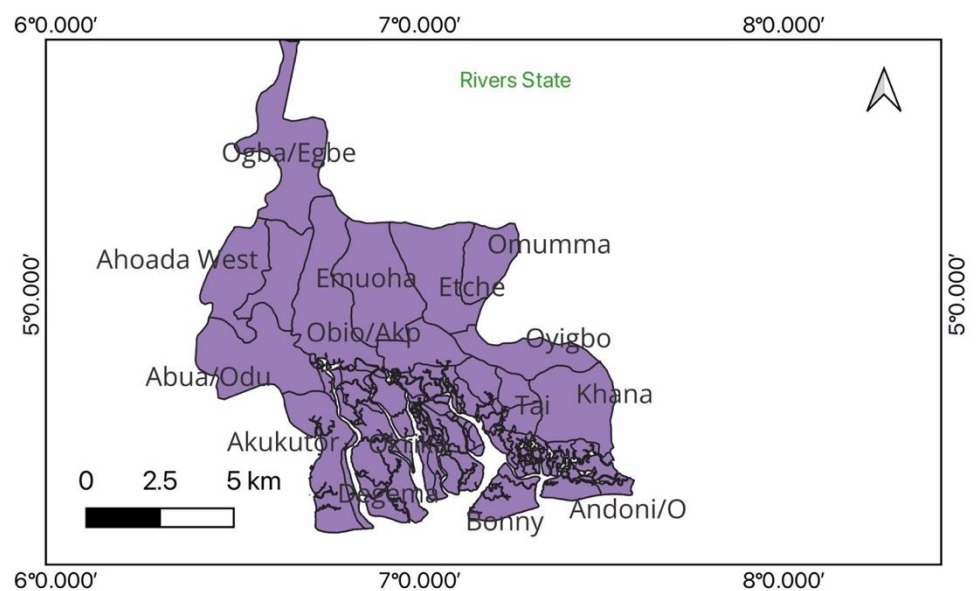 6°0.000′ 7°0.000′ 8°0.000′
Rivers State
Ogba/Egbe
Omumma
Ahoada West
Emuoha
Etche
5°0.000′ 5°0.000′
Obio/Akp
Oyigbo
Abua/Odu
Khana
Tai
Akukutor
Degema
0 2.5 5 km
Andoni/O
Bonny
6°0.000′ 7°0.000′ 8°0.000′